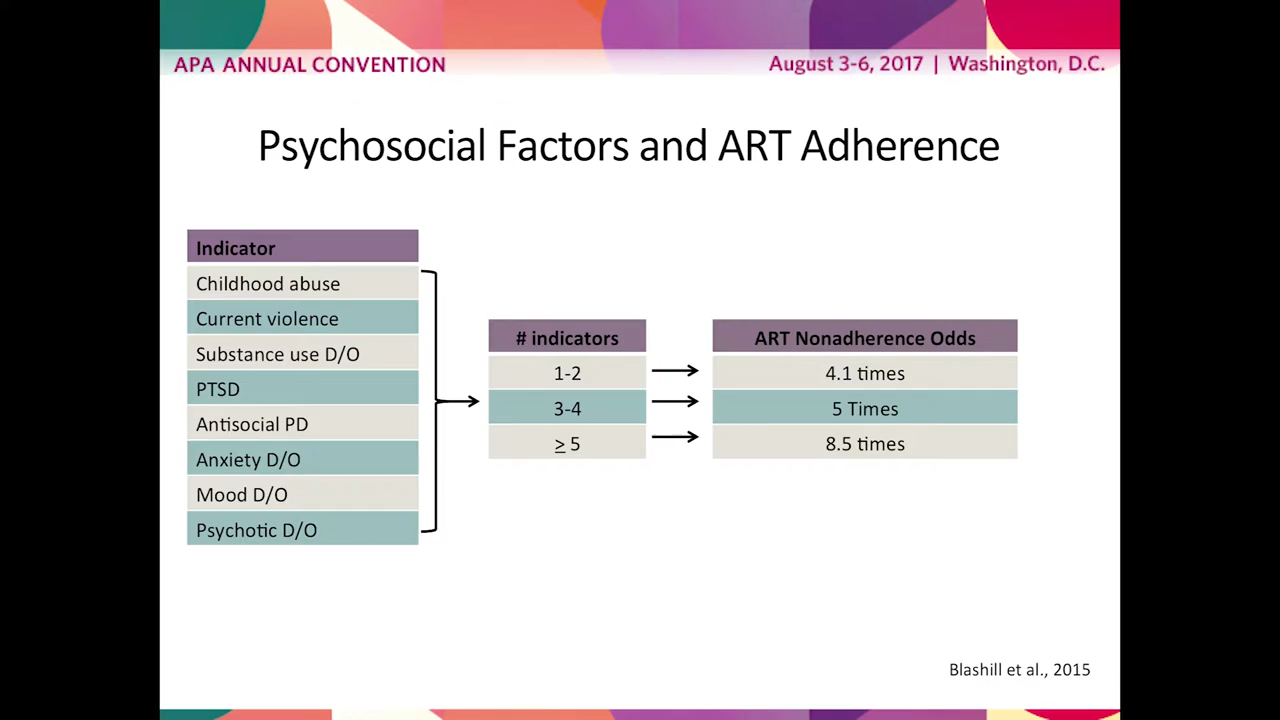 APA ANNUAL CONVENTION
August 3-6, 2017 | Washington, D.C.
Psychosocial Factors and ART Adherence
Indicator
Childhood abuse
Current violence
Substance use D/O
PTSD
Antisocial PD
Anxiety D/O
Mood D/O
Psychotic D/O
# indicators
1-2
3-4
≥ 5
ART Nonadherence Odds
4.1 times
5 Times
8.5 times
Blashill et al., 2015